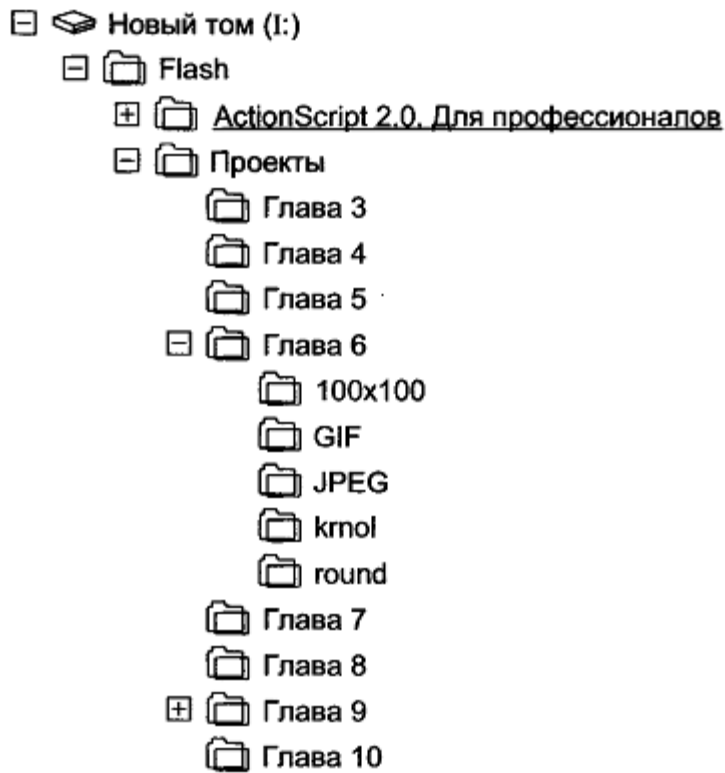 Новый том (I:)
Flash
ActionScript 2.0. Для профессионалов
Проекты
Глава 3
Глава 4
Глава 5
Глава 6
100x100
GIF
JPEG
krnol
round
Глава 7
Глава 8
Глава 9
Глава 10